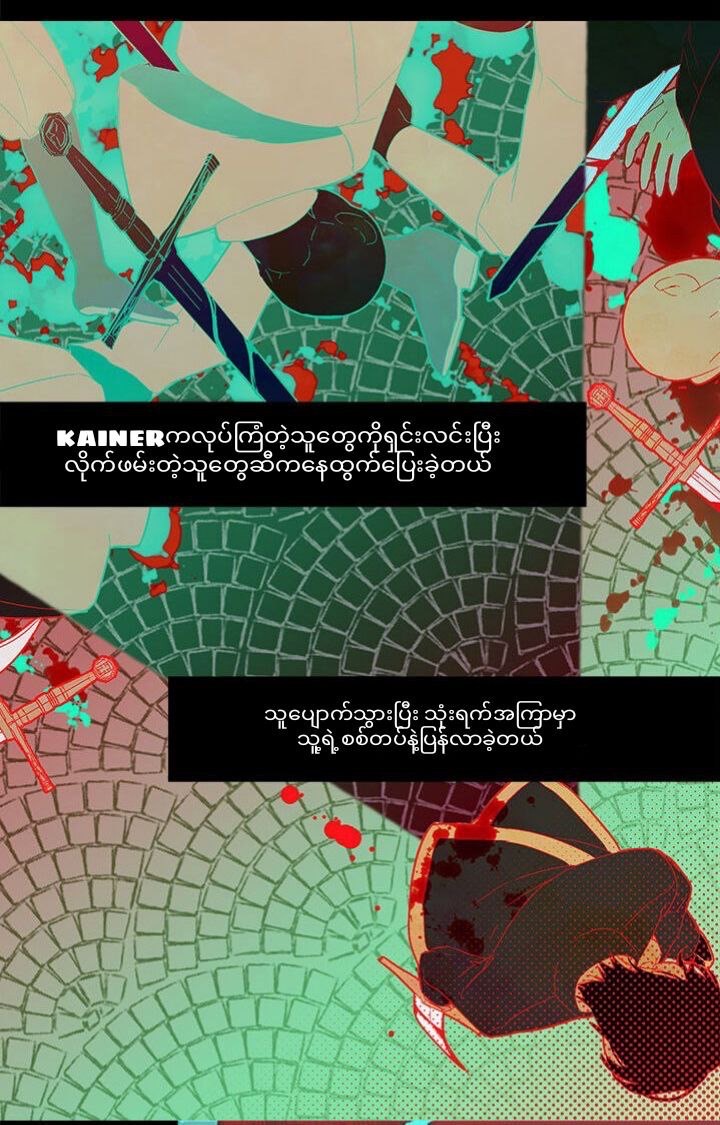 KAINERကလုပ်ကြံတဲ့သူတွေကိုရှင်းလင်းပြီး
လိုက်ဖမ်းတဲ့သူတွေဆီကနေထွက်ပြေးခဲ့တယ်
သူပျောက်သွားပြီး သုံးရက်အကြာမှာ
သူ့ရဲ့စစ်တပ်နဲ့ပြန်လာခဲ့တယ်